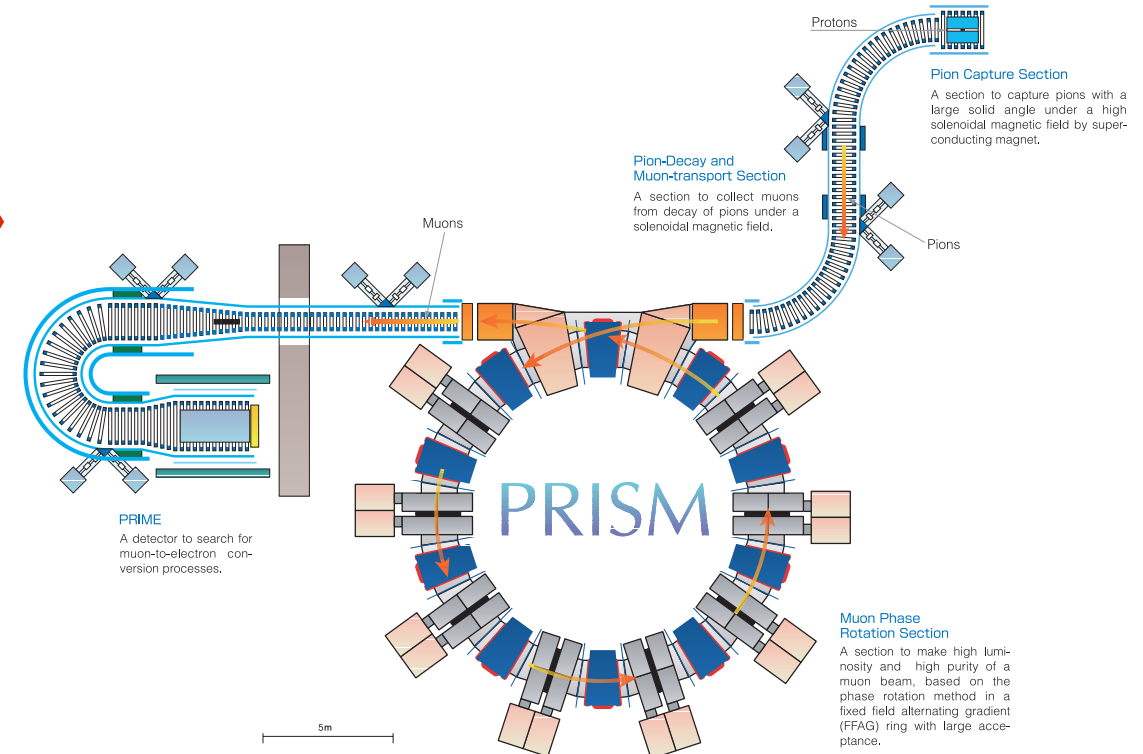 Protons
Pion Capture Section
A section to capture pions with a
large solid angle under a high
solenoidal magnetic field by super-
conducting magnet.
Pion-Decay and
Muon-transport Section
A section to collect muons
from decay of pions under a
solenoidal magnetic field.
Muons
Pions
PRISM
PRIME
A detector to search for
muon-to-electron con-
version processes.
Muon Phase
Rotation Section
A section to make high lumi-
nosity and high purity of a
muon beam, based on the
phase rotation method in a
fixed field alternating gradient
(FFAG) ring with large acce-
ptance.
5m